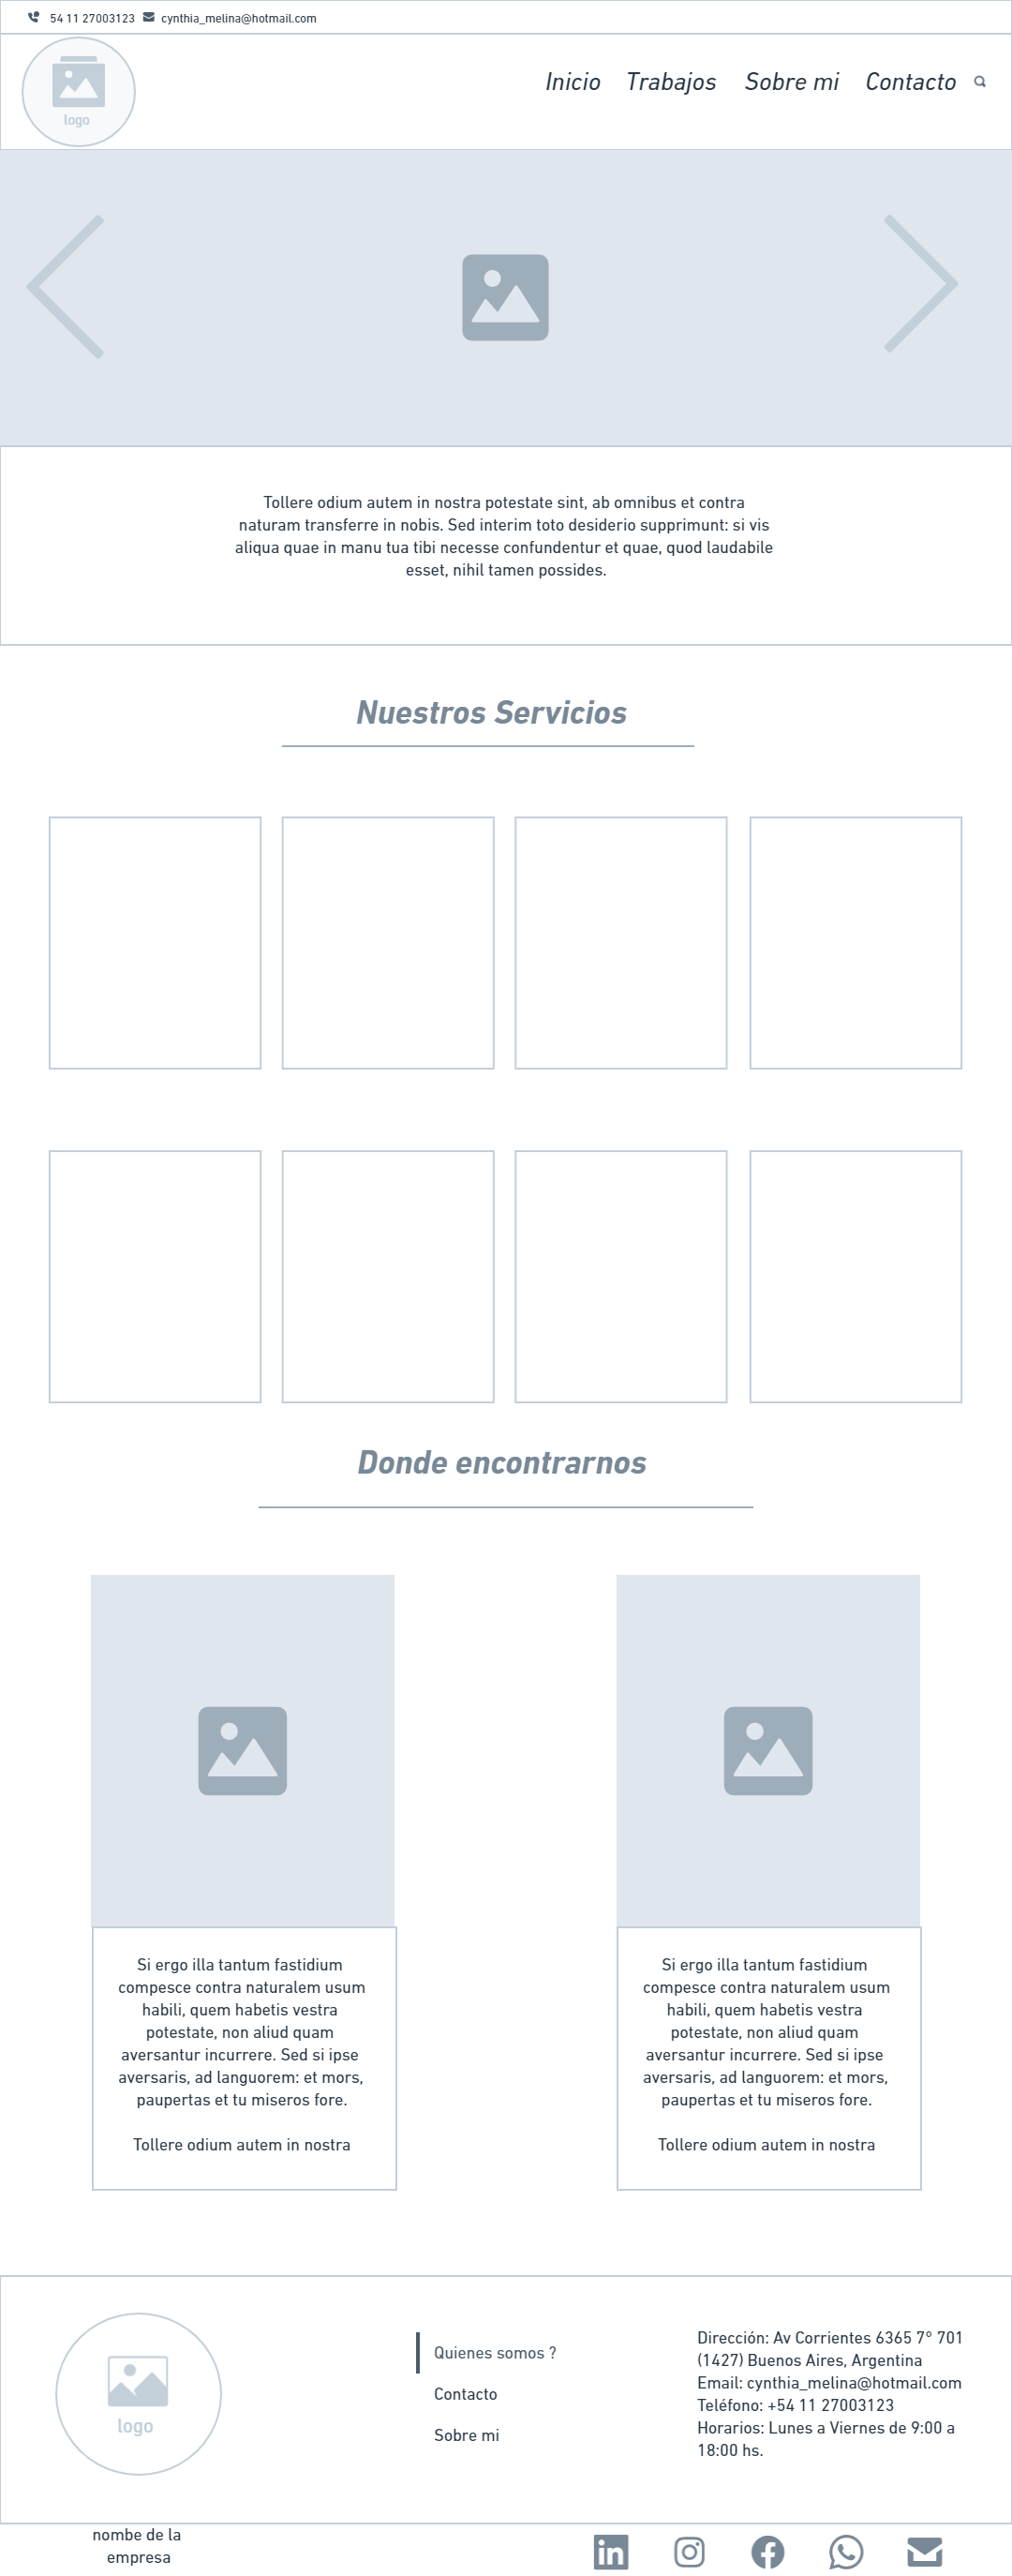 54 11 27003123 cynthia_melina@hotmail.com
logo
Inicio Trabajos Sobre mi Contacto
Tollere odium autem in nostra potestate sint, ab omnibus et contra
naturam transferre in nobis. Sed interim toto desiderio supprimunt: si vis
aliqua quae in manu tua tibi necesse confundentur et quae, quod laudabile
esset, nihil tamen possides.
Nuestros Servicios
Donde encontrarnos
Si ergo illa tantum fastidium
compesce contra naturalem usum
habili, quem habetis vestra
potestate, non aliud quam
aversantur incurrere. Sed si ipse
aversaris, ad languorem: et mors,
paupertas et tu miseros fore.
Tollere odium autem in nostra
Si ergo illa tantum fastidium
compesce contra naturalem usum
habili, quem habetis vestra
potestate, non aliud quam
aversantur incurrere. Sed si ipse
aversaris, ad languorem: et mors,
paupertas et tu miseros fore.
Tollere odium autem in nostra
logo
Quienes somos ?
Contacto
Sobre mi
Dirección: Av Corrientes 6365 7° 701
(1427) Buenos Aires, Argentina
Email: cynthia_melina@hotmail.com
Teléfono: +54 11 27003123
Horarios: Lunes a Viernes de 9:00 a
18:00 hs.
nombe de la
empresa